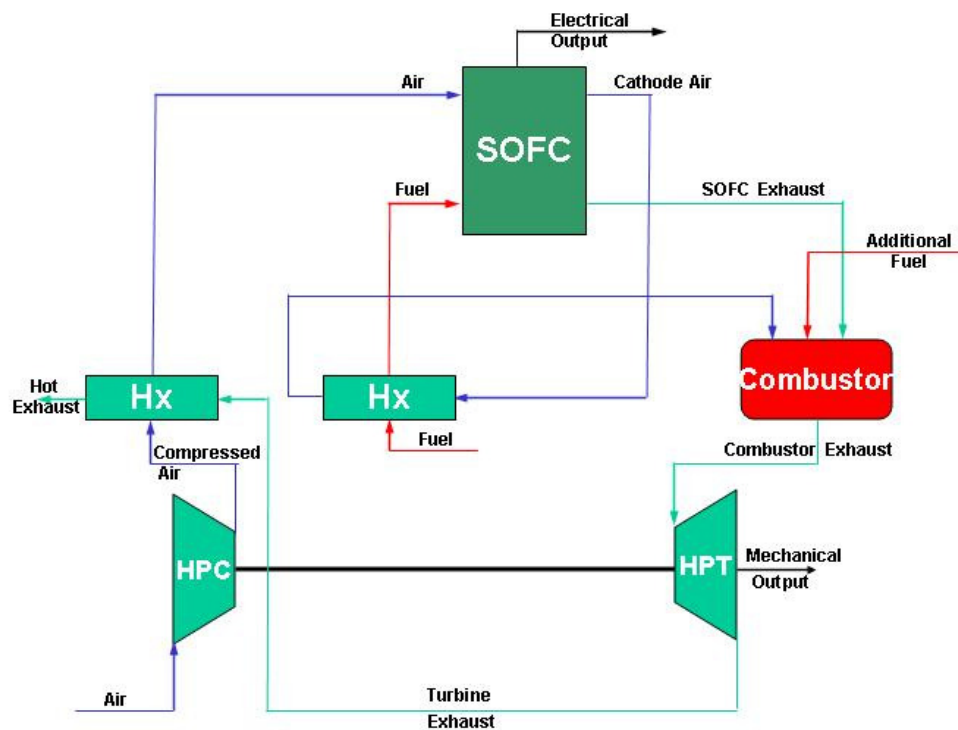 Electrical
Output
Air
Cathode Air
SOFC
Fuel
SOFC Exhaust
Additional
Fuel
Hot
Exhaust
Hx
Hx
Combustor
Compressed
Air
Fuel
Combustor Exhaust
HPC
HPT
Mechanical
Output
Air
Turbine
Exhaust